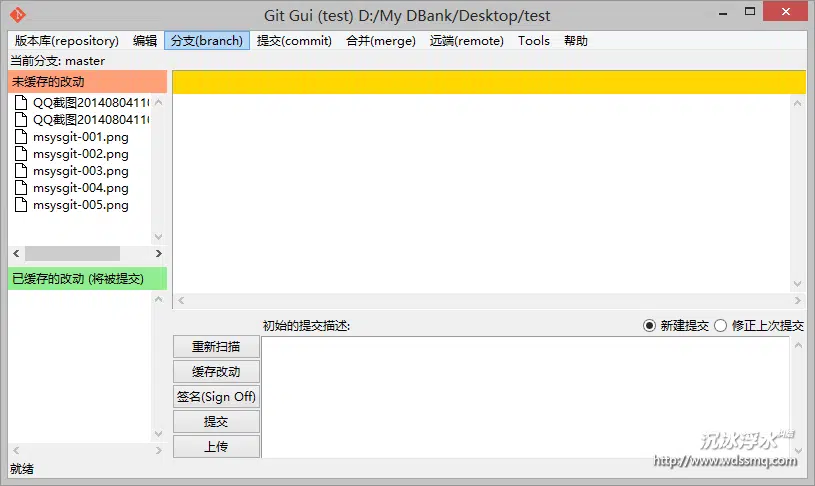 Git Gui (test) D:/My DBank/Desktop/test
版本库(repository) 编辑 分支(branch) 提交(commit) 合并(merge) 远端(remote) Tools 帮助
当前分支: master
未缓存的改动
QQ截图2014080411
QQ截图2014080411
msysgit-001.png
msysgit-002.png
msysgit-003.png
msysgit-004.png
msysgit-005.png
已缓存的改动 (将被提交)
初始的提交描述: 新建提交 修正上次提交
重新扫描
缓存改动
签名(Sign Off)
提交
上传
沉冰浮水
http://www.wdssmq.com
就绪